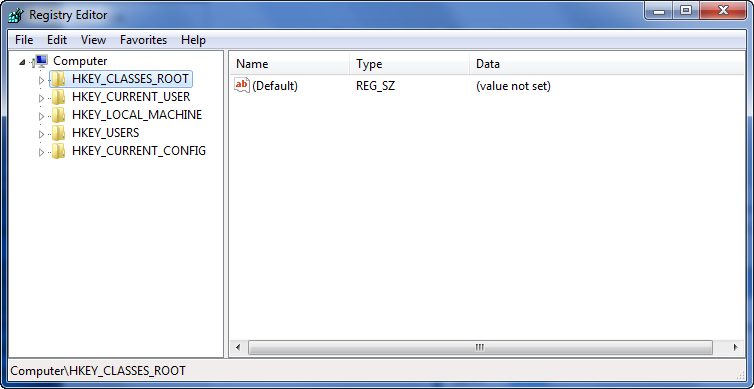 Registry Editor
File Edit View Favorites Help
Computer
HKEY_CLASSES_ROOT
HKEY_CURRENT_USER
HKEY_LOCAL_MACHINE
HKEY_USERS
HKEY_CURRENT_CONFIG
Name Type Data
ab (Default) REG_SZ (value not set)
Computer\HKEY_CLASSES_ROOT